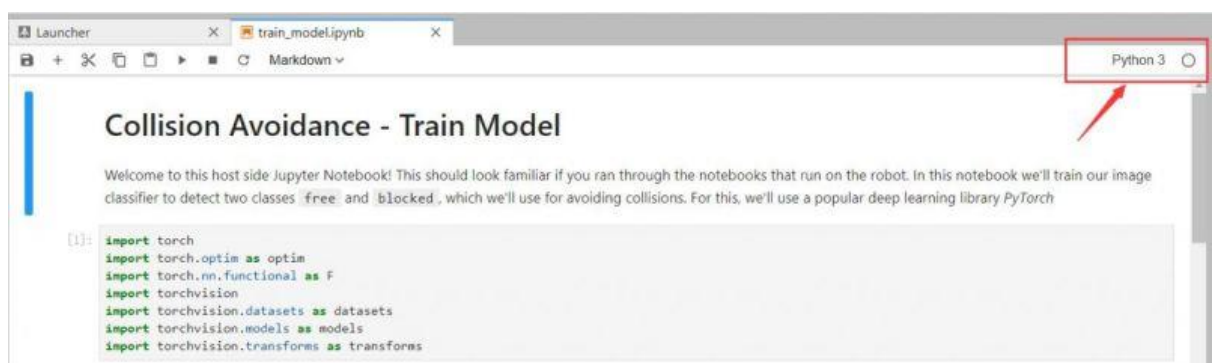 Launcher
train_model.ipynb
Markdown
Python 3
Collision Avoidance - Train Model
Welcome to this host side Jupyter Notebook! This should look familiar if you ran through the notebooks that run on the robot. In this notebook we'll train our image
classifier to detect two classes free and blocked, which we'll use for avoiding collisions. For this, we'll use a popular deep learning library PyTorch
[1]: import torch
import torch.optim as optim
import torch.nn.functional as F
import torchvision
import torchvision.datasets as datasets
import torchvision.models as models
import torchvision.transforms as transforms